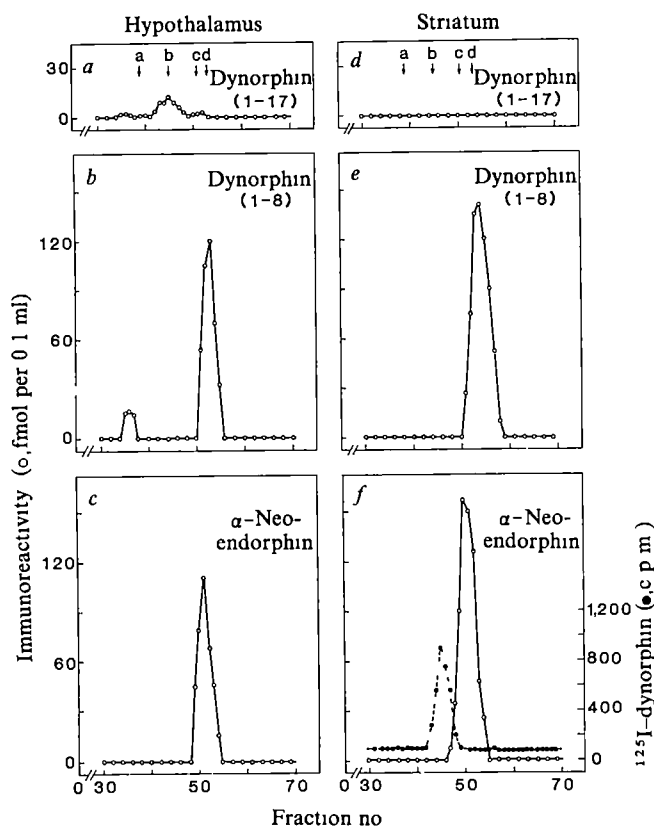 Hypothalamus
Striatum
a
a b cd
30
0
Dynorphin
(1-17)
d
a b c d
Dynorphin
(1-17)
b
Dynorphin
(1-8)
120
60
0
e
Dynorphin
(1-8)
c
α-Neo-
endorphin
120
60
0
f
α-Neo-
endorphin
1,200
800
400
0
0 30 50 70
30 50 70
Fraction no
Immunoreactivity (o, fmol per 0 1 ml)
¹²⁵I-dynorphin (●, c p m)